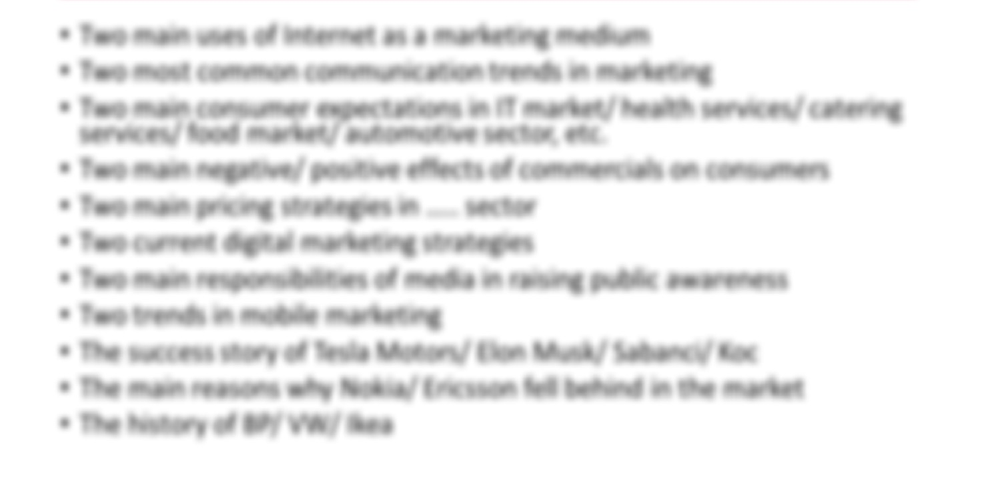 • Two main uses of Internet as a marketing medium
• Two most common communication trends in marketing
• Two main consumer expectations in IT market/ health services/ catering
services/ food market/ automotive sector, etc.
• Two main negative/ positive effects of commercials on consumers
• Two main pricing strategies in ...... sector
• Two current digital marketing strategies
• Two main responsibilities of media in raising public awareness
• Two trends in mobile marketing
• The success story of Tesla Motors/ Elon Musk/ Sabanci/ Koc
• The main reasons why Nokia/ Ericsson fell behind in the market
• The history of BP/ VW/ Ikea